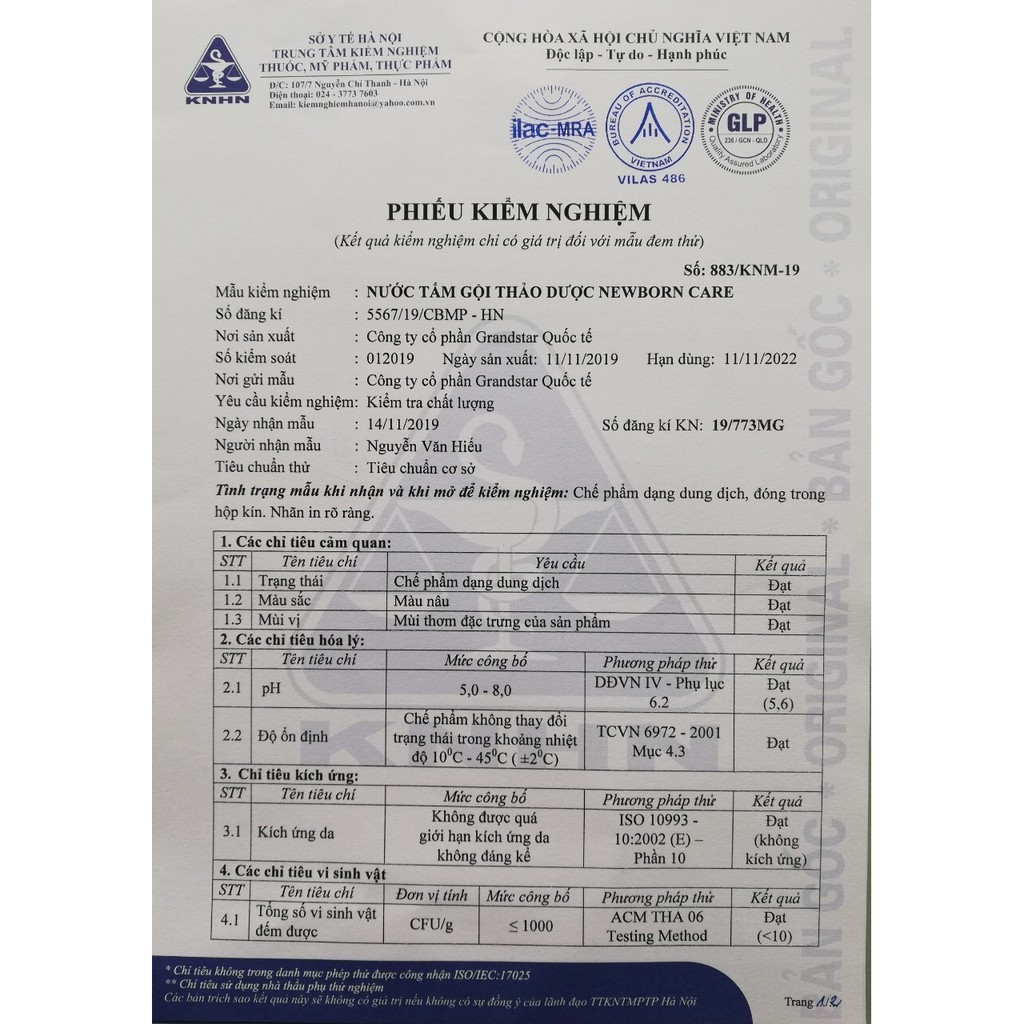 SỞ Y TẾ HÀ NỘI
TRUNG TÂM KIỂM NGHIỆM
THUỐC, MỸ PHẨM, THỰC PHẨM
Đ/C: 107/7 Nguyễn Chí Thanh - Hà Nội
Điện thoại: 024 - 3773 7603
Email: kiemnghiemhanoi@yahoo.com.vn
KNHN
CỘNG HÒA XÃ HỘI CHỦ NGHĨA VIỆT NAM
Độc lập - Tự do - Hạnh phúc
ilac-MRA
BUREAU OF ACCREDITATION
VIETNAM
VILAS 486
MINISTRY OF HEALTH
GLP
236 / GCN - QLD
Quality Assured Laboratory
PHIẾU KIỂM NGHIỆM
(Kết quả kiểm nghiệm chỉ có giá trị đối với mẫu đem thử)
Số: 883/KNM-19
Mẫu kiểm nghiệm : NƯỚC TẮM GỘI THẢO DƯỢC NEWBORN CARE
Số đăng kí : 5567/19/CBMP - HN
Nơi sản xuất : Công ty cổ phần Grandstar Quốc tế
Số kiểm soát : 012019 Ngày sản xuất: 11/11/2019 Hạn dùng: 11/11/2022
Nơi gửi mẫu : Công ty cổ phần Grandstar Quốc tế
Yêu cầu kiểm nghiệm: Kiểm tra chất lượng
Ngày nhận mẫu : 14/11/2019 Số đăng kí KN: 19/773MG
Người nhận mẫu : Nguyễn Văn Hiếu
Tiêu chuẩn thử : Tiêu chuẩn cơ sở
Tình trạng mẫu khi nhận và khi mở để kiểm nghiệm: Chế phẩm dạng dung dịch, đóng trong
hộp kín. Nhãn in rõ ràng.
1. Các chỉ tiêu cảm quan:
STT Tên tiêu chí Yêu cầu Kết quả
1.1 Trạng thái Chế phẩm dạng dung dịch Đạt
1.2 Màu sắc Màu nâu Đạt
1.3 Mùi vị Mùi thơm đặc trưng của sản phẩm Đạt
2. Các chỉ tiêu hóa lý:
STT Tên tiêu chí Mức công bố Phương pháp thử Kết quả
2.1 pH 5,0 - 8,0 DĐVN IV - Phụ lục Đạt
6.2 (5,6)
2.2 Độ ổn định Chế phẩm không thay đổi TCVN 6972 - 2001 Đạt
trạng thái trong khoảng nhiệt Mục 4.3
độ 10⁰C - 45⁰C ( ±2⁰C)
3. Chỉ tiêu kích ứng:
STT Tên tiêu chí Mức công bố Phương pháp thử Kết quả
3.1 Kích ứng da Không được quá ISO 10993 - Đạt
giới hạn kích ứng da 10:2002 (E) – (không
không đáng kể Phần 10 kích ứng)
4. Các chỉ tiêu vi sinh vật
STT Tên tiêu chí Đơn vị tính Mức công bố Phương pháp thử Kết quả
4.1 Tổng số vi sinh vật CFU/g ≤ 1000 ACM THA 06 Đạt
đếm được Testing Method (<10)
* Chỉ tiêu không trong danh mục phép thử được công nhận ISO/IEC:17025
** Chỉ tiêu sử dụng nhà thầu phụ thử nghiệm
Các bản trích sao kết quả này sẽ không có giá trị nếu không có sự đồng ý của lãnh đạo TTKNTMPTP Hà Nội
Trang 1/2
KNHN
BẢN GỐC * ORIGINAL * BẢN GỐC * ORIGINAL